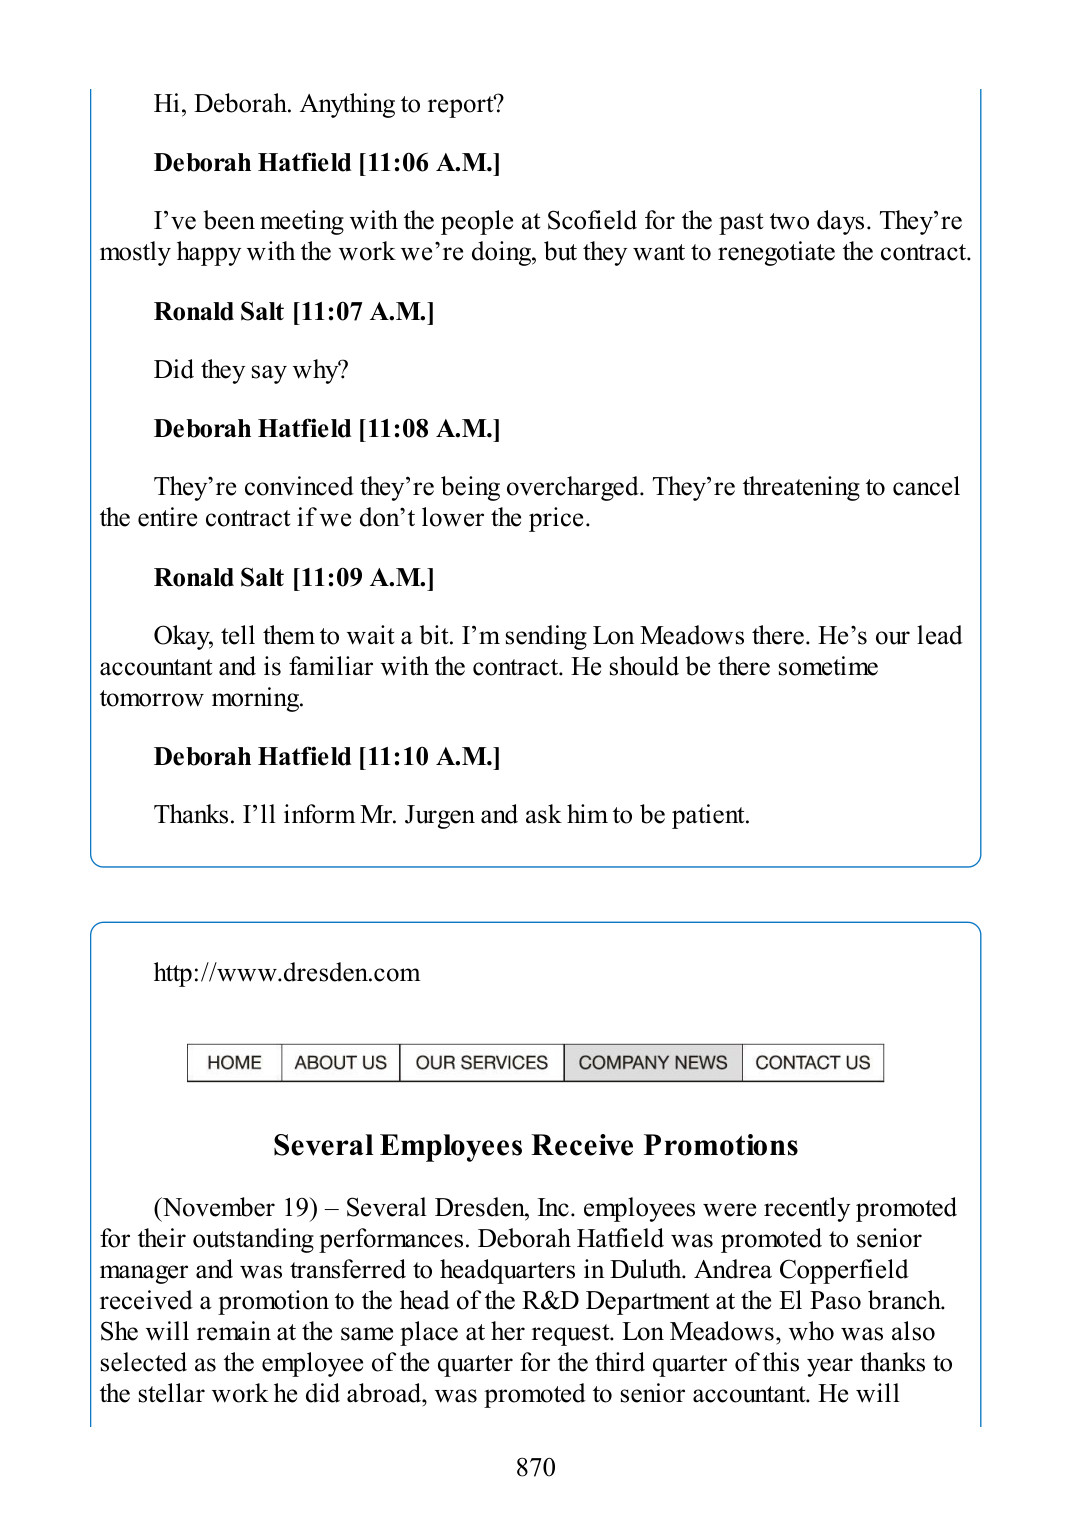 Hi, Deborah. Anything to report?
Deborah Hatfield [11:06 A.M.]
I’ve been meeting with the people at Scofield for the past two days. They’re
mostly happy with the work we’re doing, but they want to renegotiate the contract.
Ronald Salt [11:07 A.M.]
Did they say why?
Deborah Hatfield [11:08 A.M.]
They’re convinced they’re being overcharged. They’re threatening to cancel
the entire contract if we don’t lower the price.
Ronald Salt [11:09 A.M.]
Okay, tell them to wait a bit. I’m sending Lon Meadows there. He’s our lead
accountant and is familiar with the contract. He should be there sometime
tomorrow morning.
Deborah Hatfield [11:10 A.M.]
Thanks. I’ll inform Mr. Jurgen and ask him to be patient.
http://www.dresden.com
HOME ABOUT US OUR SERVICES COMPANY NEWS CONTACT US
Several Employees Receive Promotions
(November 19) – Several Dresden, Inc. employees were recently promoted
for their outstanding performances. Deborah Hatfield was promoted to senior
manager and was transferred to headquarters in Duluth. Andrea Copperfield
received a promotion to the head of the R&D Department at the El Paso branch.
She will remain at the same place at her request. Lon Meadows, who was also
selected as the employee of the quarter for the third quarter of this year thanks to
the stellar work he did abroad, was promoted to senior accountant. He will
870